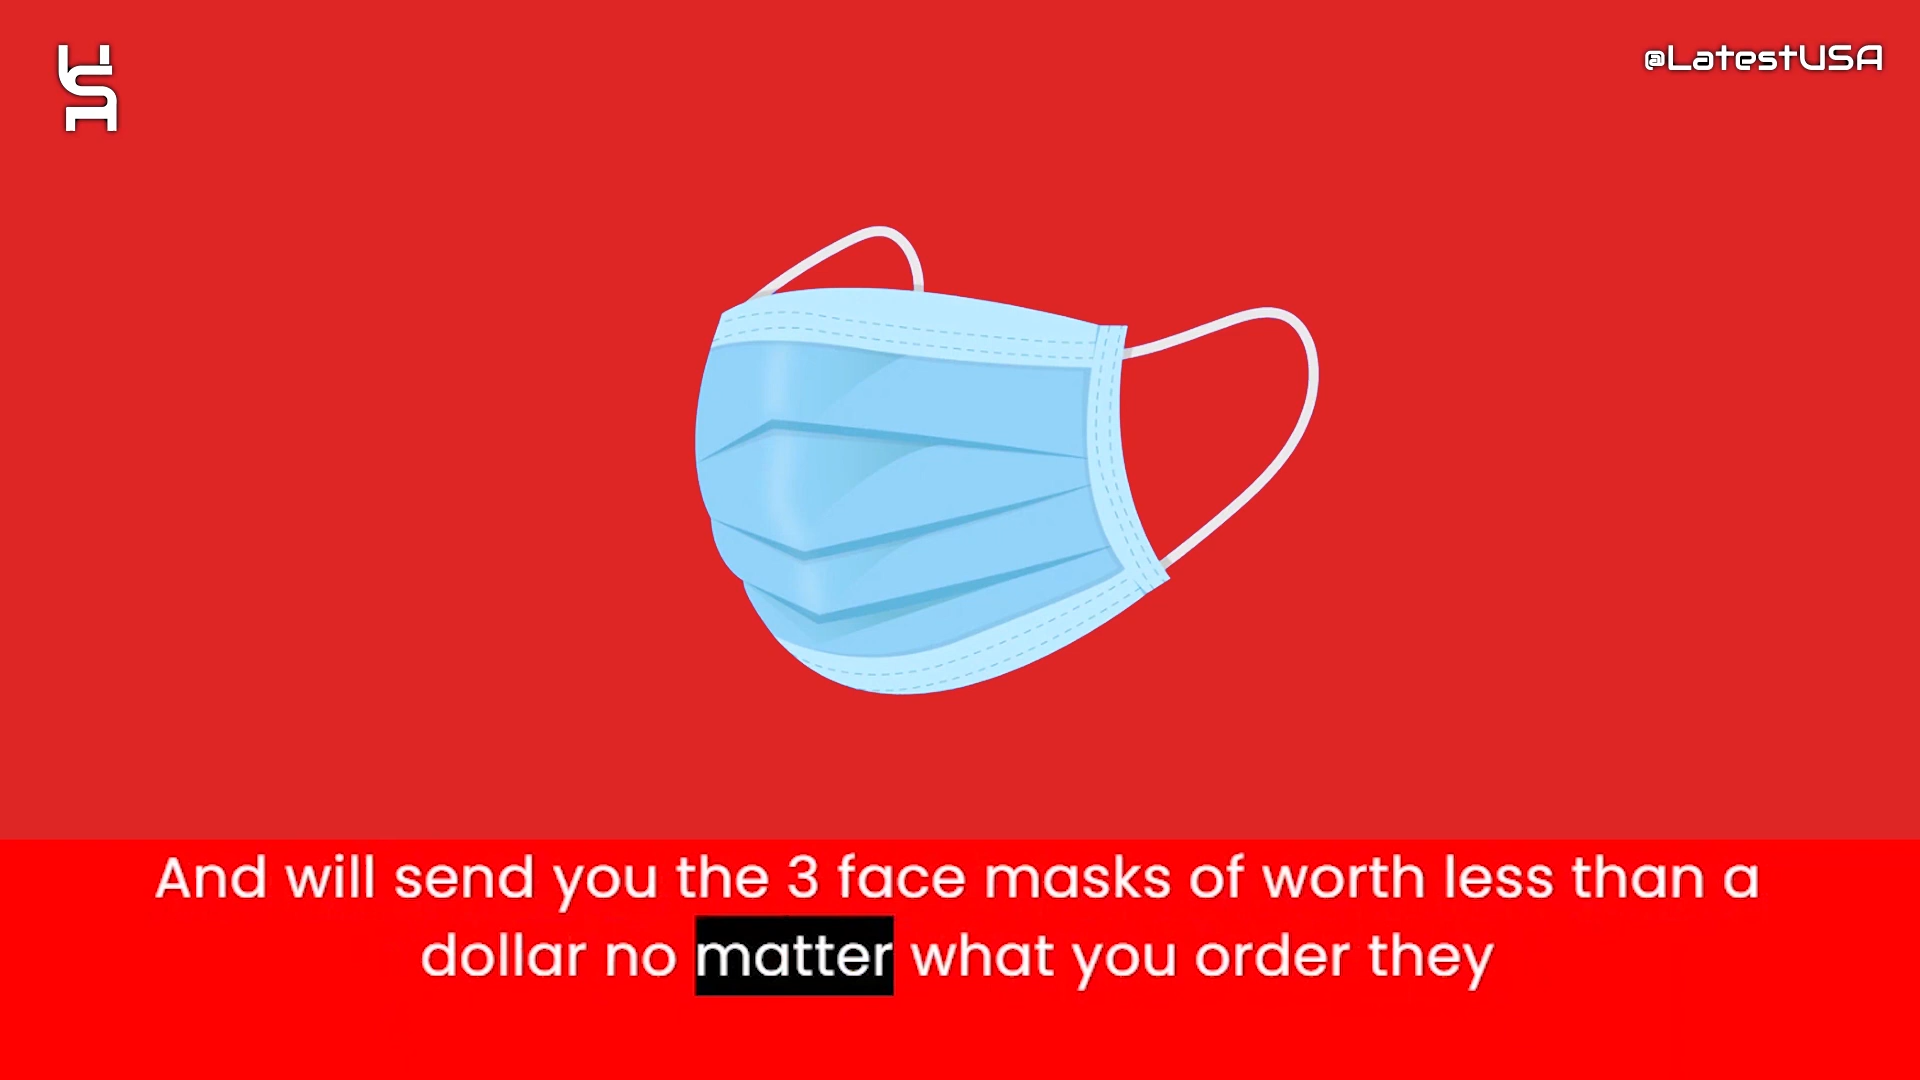 USA
@LatestUSA
And will send you the 3 face masks of worth less than a
dollar no matter what you order they